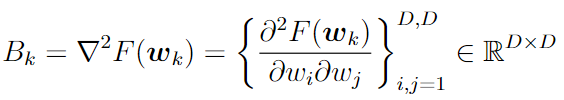 $B_k = \nabla^2 F(\boldsymbol{w}_k) = \left\{ \frac{\partial^2 F(\boldsymbol{w}_k)}{\partial w_i \partial w_j} \right\}_{i,j=1}^{D,D} \in \mathbb{R}^{D \times D}$